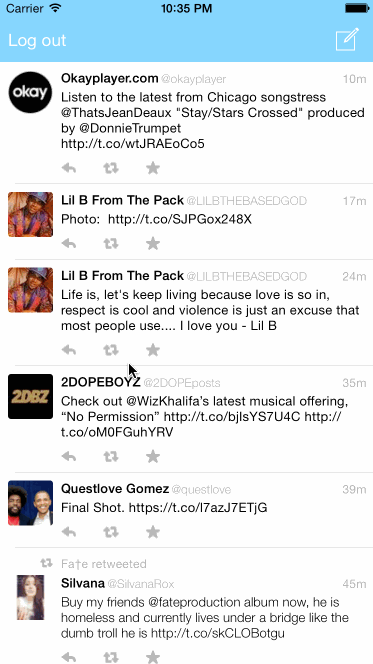 Carrier 10:35 PM
Log out
okay
Okayplayer.com @okayplayer 10m
Listen to the latest from Chicago songstress
@ThatsJeanDeaux "Stay/Stars Crossed" produced
by @DonnieTrumpet
http://t.co/wtJRAEoCo5
Lil B From The Pack @LILBTHEBASEDGOD 17m
Photo: http://t.co/SJPGox248X
Lil B From The Pack @LILBTHEBASEDGOD 24m
Life is, let's keep living because love is so in,
respect is cool and violence is just an excuse that
most people use.... I love you - Lil B
2DBZ
2DOPEBOYZ @2DOPEposts 35m
Check out @WizKhalifa’s latest musical offering,
“No Permission” http://t.co/bjIsYS7U4C http://
t.co/oM0FGuhYRV
Questlove Gomez @questlove 39m
Final Shot. https://t.co/l7azJ7ETjG
Fa†e retweeted
Silvana @SilvanaRox 45m
Buy my friends @fateproduction album now, he is
homeless and currently lives under a bridge like the
dumb troll he is http://t.co/skCLOBotgu